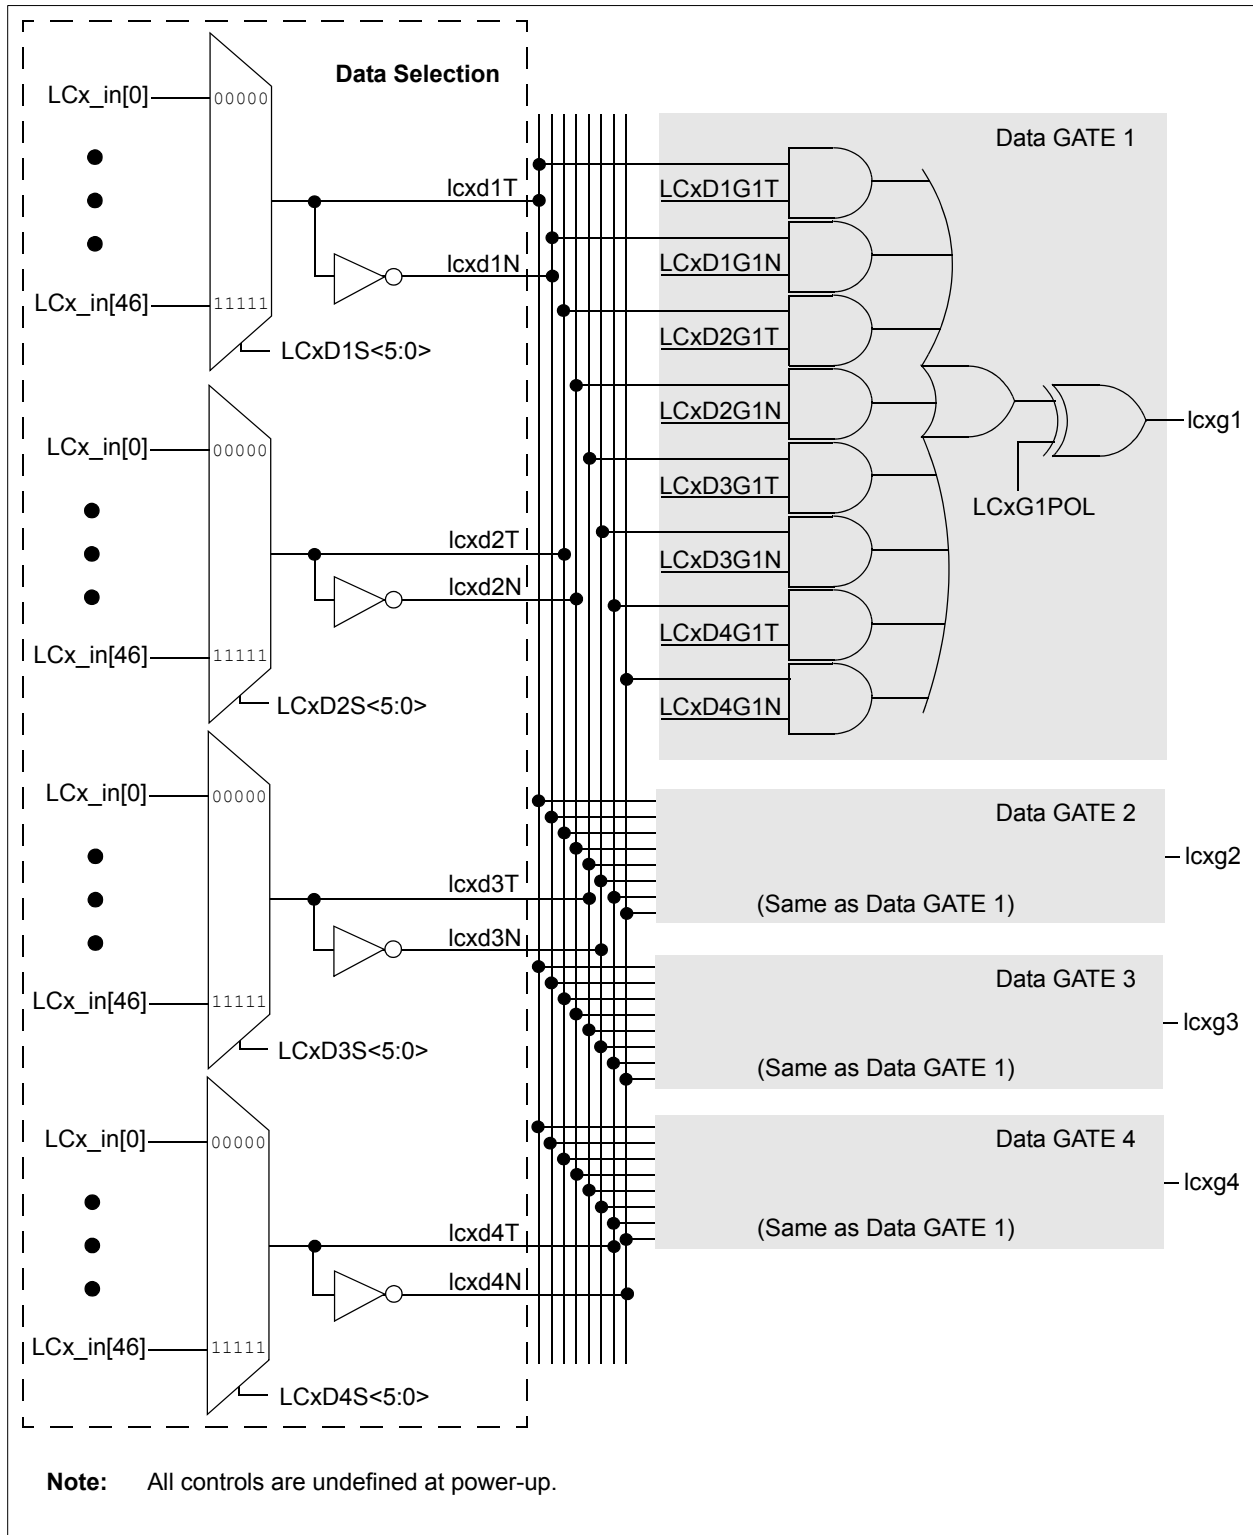 Data Selection
LCx_in[0]
00000
LCx_in[46]
11111
LCxD1S<5:0>
lcxd1T
lcxd1N
LCx_in[0]
00000
LCx_in[46]
11111
LCxD2S<5:0>
lcxd2T
lcxd2N
LCx_in[0]
00000
LCx_in[46]
11111
LCxD3S<5:0>
lcxd3T
lcxd3N
LCx_in[0]
00000
LCx_in[46]
11111
LCxD4S<5:0>
lcxd4T
lcxd4N
Data GATE 1
LCxD1G1T
LCxD1G1N
LCxD2G1T
LCxD2G1N
LCxD3G1T
LCxD3G1N
LCxD4G1T
LCxD4G1N
LCxG1POL
lcxg1
Data GATE 2
(Same as Data GATE 1)
lcxg2
Data GATE 3
(Same as Data GATE 1)
lcxg3
Data GATE 4
(Same as Data GATE 1)
lcxg4
Note: All controls are undefined at power-up.